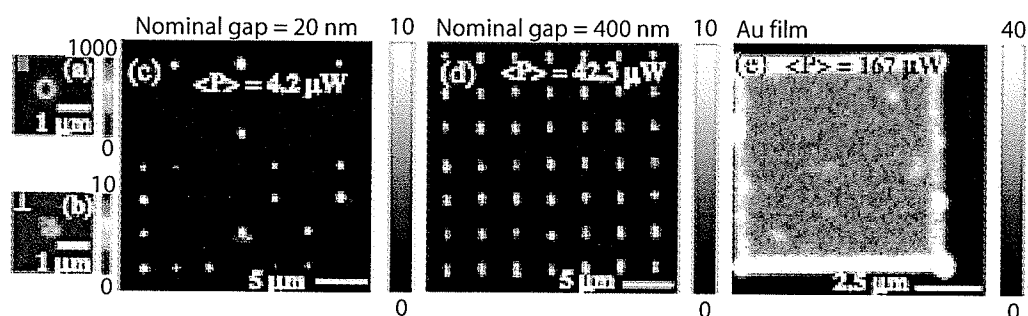 Nominal gap = 20 nm
Nominal gap = 400 nm
Au film
1000
(a)
1 μm
0
10
⊥
(b)
1 μm
0
(c)
<P> = 4.2 μW
5 μm
10
0
(d)
<P> = 42.3 μW
5 μm
10
0
(e) <P> = 167 μW
2.5 μm
40
0